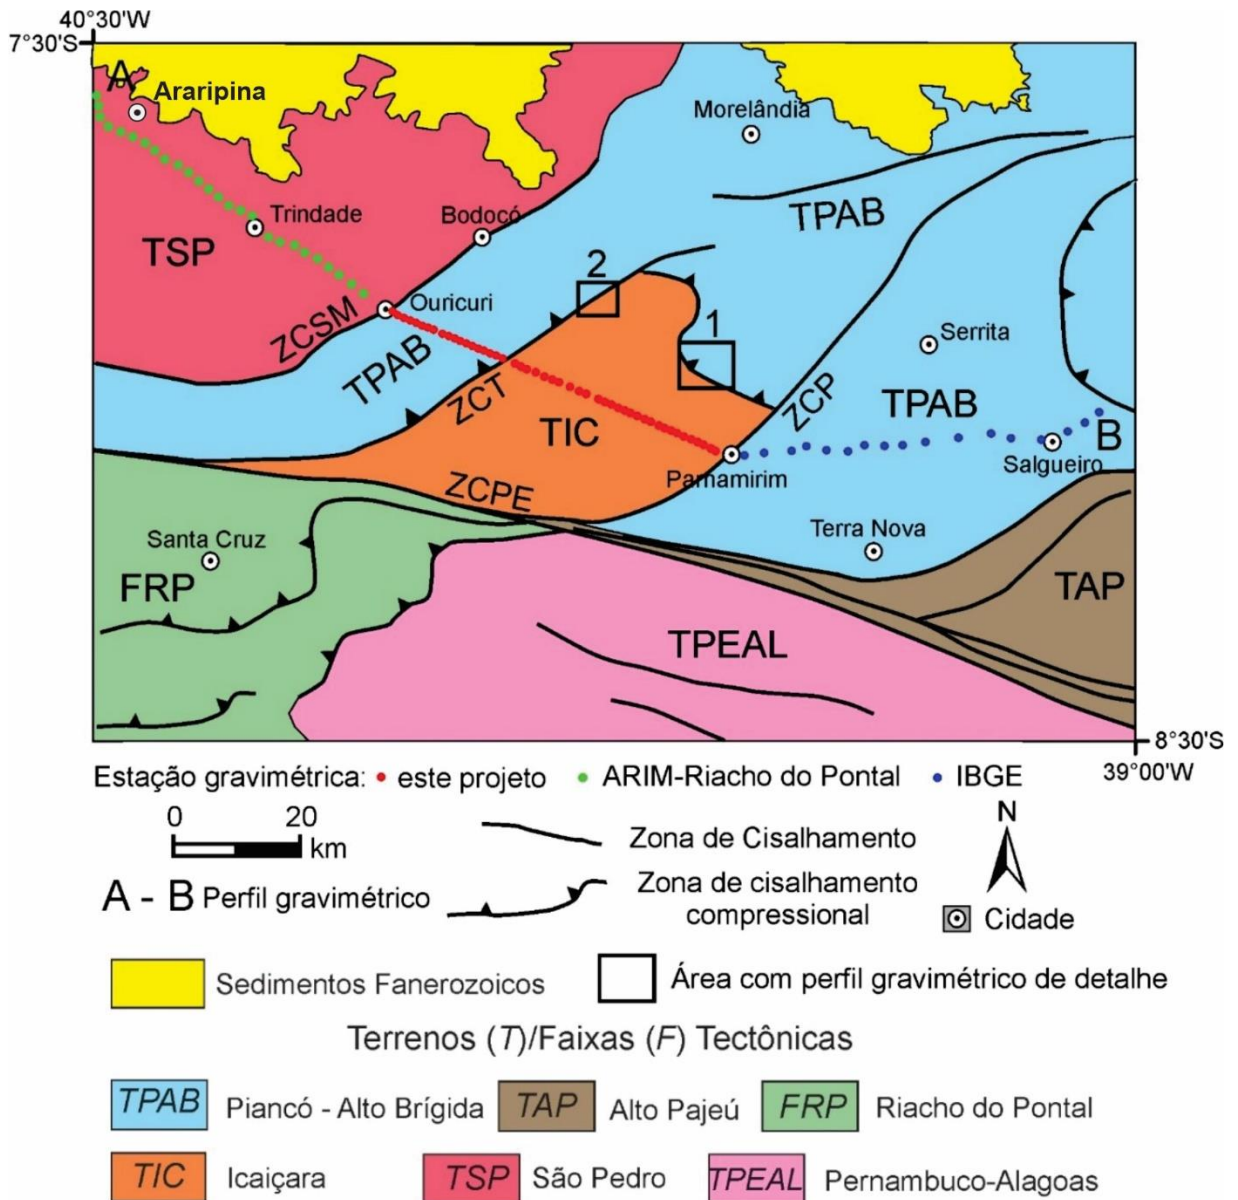 40°30'W
7°30'S
A
Araripina
Morelândia
Trindade
Bodocó
TPAB
TSP
2
Ouricuri
1
Serrita
ZCSM
TPAB
ZCT
ZCP
TPAB
TIC
B
Salgueiro
Parnamirim
ZCPE
Terra Nova
Santa Cruz
FRP
TAP
TPEAL
8°30'S
39°00'W
Estação gravimétrica: este projeto ARIM-Riacho do Pontal IBGE
0 20
km
N
Zona de Cisalhamento
A - B Perfil gravimétrico
Zona de cisalhamento
compressional
Cidade
Sedimentos Fanerozoicos
Área com perfil gravimétrico de detalhe
Terrenos (T)/Faixas (F) Tectônicas
TPAB Piancó - Alto Brígida TAP Alto Pajeú FRP Riacho do Pontal
TIC Icaiçara TSP São Pedro TPEAL Pernambuco-Alagoas